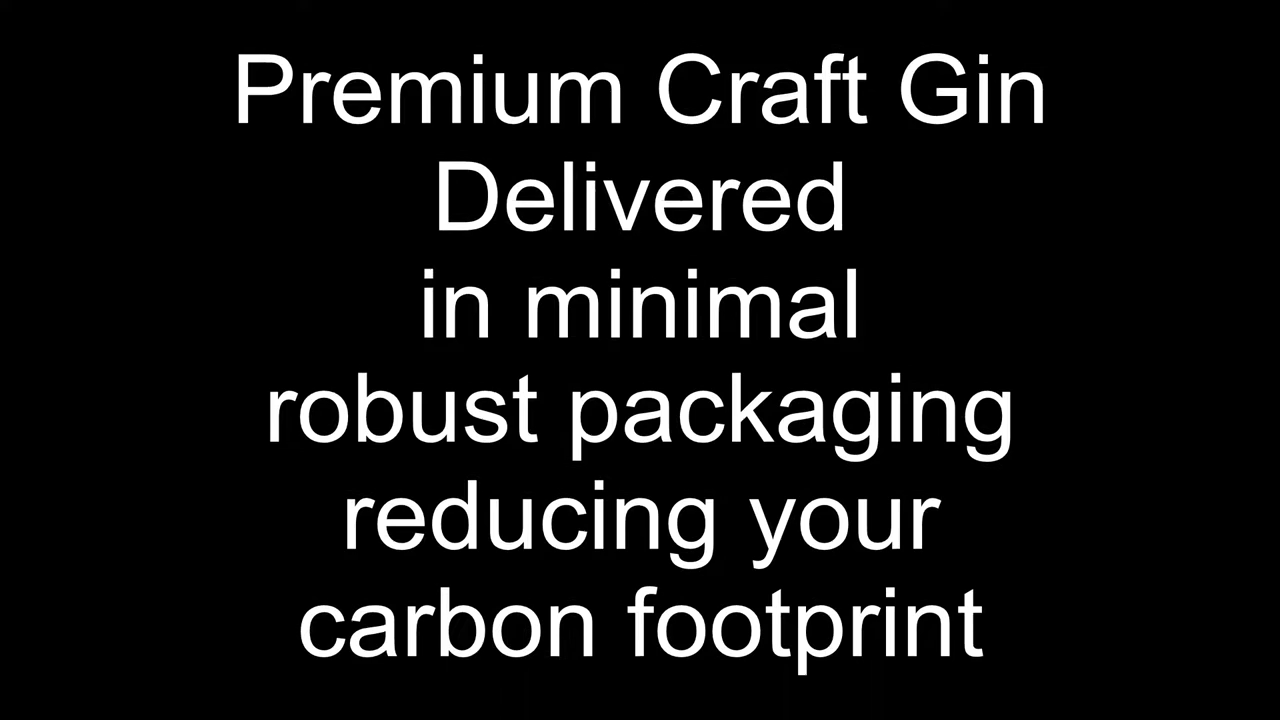 Premium Craft Gin
Delivered
in minimal
robust packaging
reducing your
carbon footprint